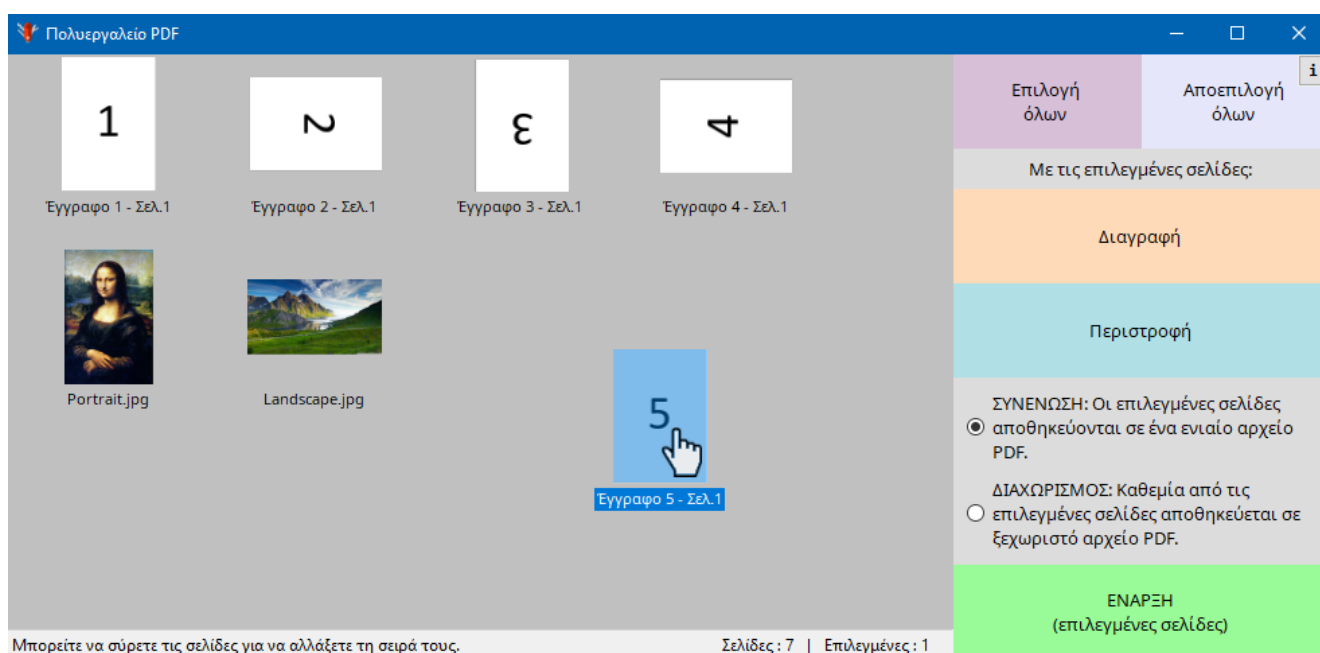 Πολυεργαλείο PDF
1
2
3
4
Έγγραφο 1 - Σελ.1
Έγγραφο 2 - Σελ.1
Έγγραφο 3 - Σελ.1
Έγγραφο 4 - Σελ.1
Portrait.jpg
Landscape.jpg
5
Έγγραφο 5 - Σελ.1
Μπορείτε να σύρετε τις σελίδες για να αλλάξετε τη σειρά τους.
Σελίδες : 7 | Επιλεγμένες : 1
Επιλογή
όλων
Αποεπιλογή
όλων
i
Με τις επιλεγμένες σελίδες:
Διαγραφή
Περιστροφή
ΣΥΝΕΝΩΣΗ: Οι επιλεγμένες σελίδες
αποθηκεύονται σε ένα ενιαίο αρχείο
PDF.
ΔΙΑΧΩΡΙΣΜΟΣ: Καθεμία από τις
επιλεγμένες σελίδες αποθηκεύεται σε
ξεχωριστό αρχείο PDF.
ΕΝΑΡΞΗ
(επιλεγμένες σελίδες)